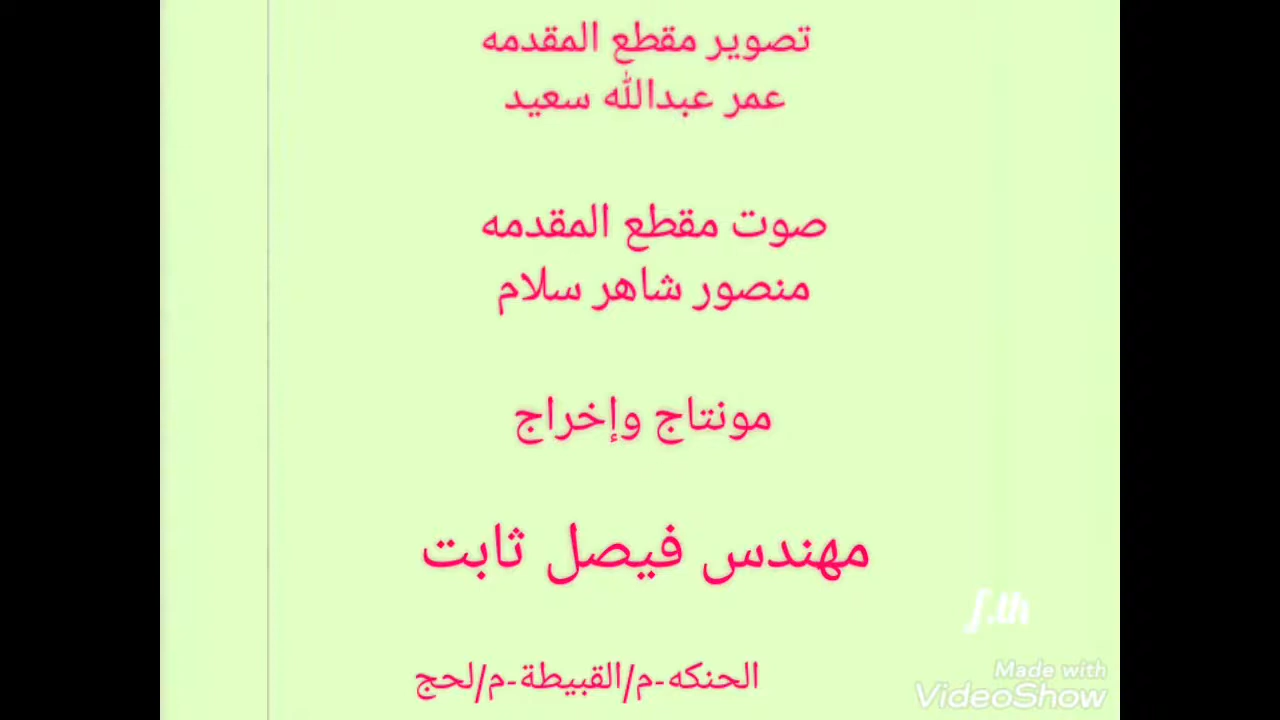 تصوير مقطع المقدمه
عمر عبدالله سعيد
صوت مقطع المقدمه
منصور شاهر سلام
مونتاج وإخراج
مهندس فيصل ثابت
الحنكه-م/القبيطة-م/لحج
f.th
Made with
VideoShow